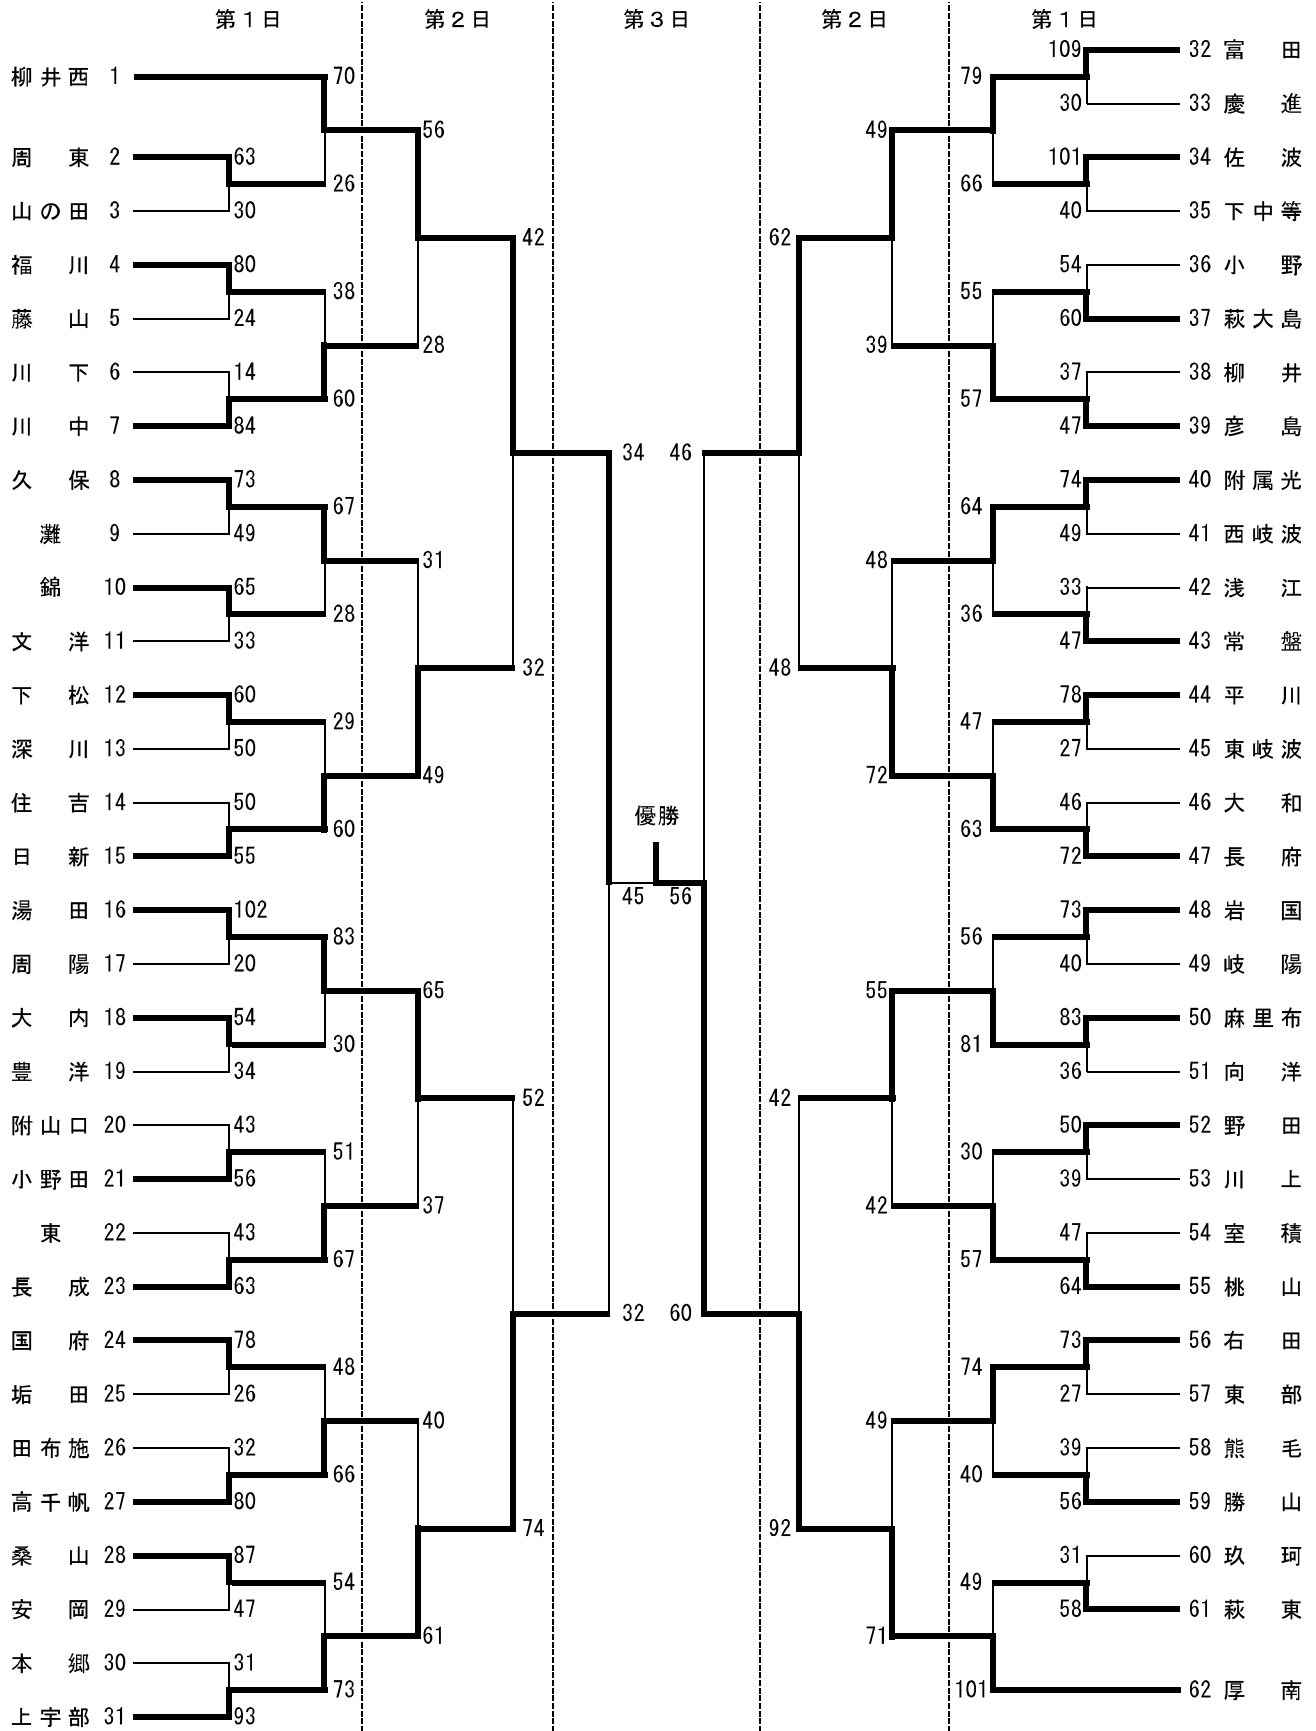 第1日 第2日 第3日 第2日 第1日
109 32 富田
柳井西 1 70 79
30 33 慶進
56 49
周東 2 63 101 34 佐波
26 66
山の田 3 30 40 35 下中等
42 62
福川 4 80 54 36 小野
38 55
藤山 5 24 60 37 萩大島
28 39
川下 6 14 37 38 柳井
60 57
川中 7 84 47 39 彦島
34 46
久保 8 73 74 40 附属光
67 64
灘 9 49 49 41 西岐波
31 48
錦 10 65 33 42 浅江
28 36
文洋 11 33 47 43 常盤
32 48
下松 12 60 78 44 平川
29 47
深川 13 50 27 45 東岐波
49 72
住吉 14 50 46 46 大和
優勝
60 63
日新 15 55 72 47 長府
45 56
湯田 16 102 73 48 岩国
83 56
周陽 17 20 40 49 岐陽
65 55
大内 18 54 83 50 麻里布
30 81
豊洋 19 34 36 51 向洋
52 42
附山口 20 43 50 52 野田
51 30
小野田 21 56 39 53 川上
37 42
東 22 43 47 54 室積
67 57
長成 23 63 64 55 桃山
32 60
国府 24 78 73 56 右田
48 74
垢田 25 26 27 57 東部
40 49
田布施 26 32 39 58 熊毛
66 40
高千帆 27 80 56 59 勝山
74 92
桑山 28 87 31 60 玖珂
54 49
安岡 29 47 58 61 萩東
61 71
本郷 30 31
73 101 62 厚南
上宇部 31 93